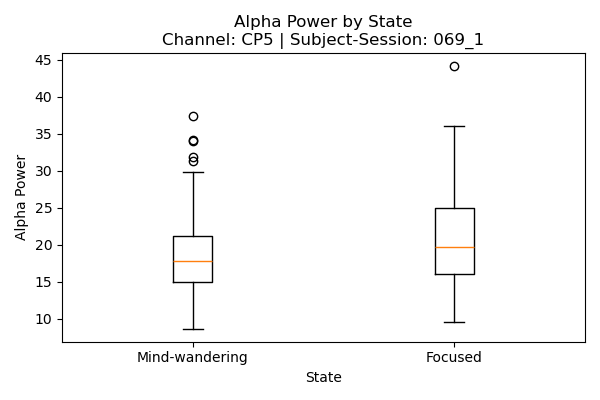 Alpha Power by State
Channel: CP5 | Subject-Session: 069_1
Alpha Power
45
40
35
30
25
20
15
10
Mind-wandering
Focused
State